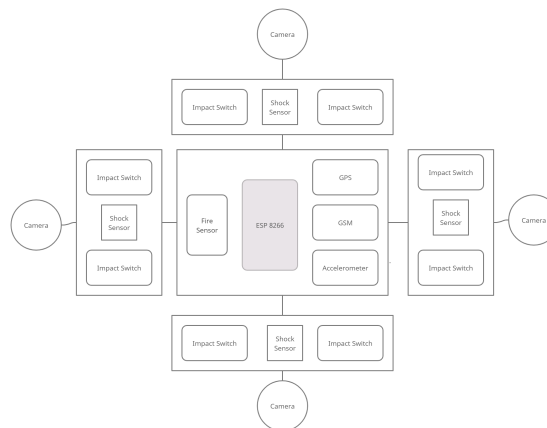 Camera
Impact Switch
Shock
Sensor
Impact Switch
Impact Switch
Shock
Sensor
Impact Switch
Camera
Fire
Sensor
ESP 8266
GPS
GSM
Accelerometer
Impact Switch
Shock
Sensor
Impact Switch
Camera
Impact Switch
Shock
Sensor
Impact Switch
Camera